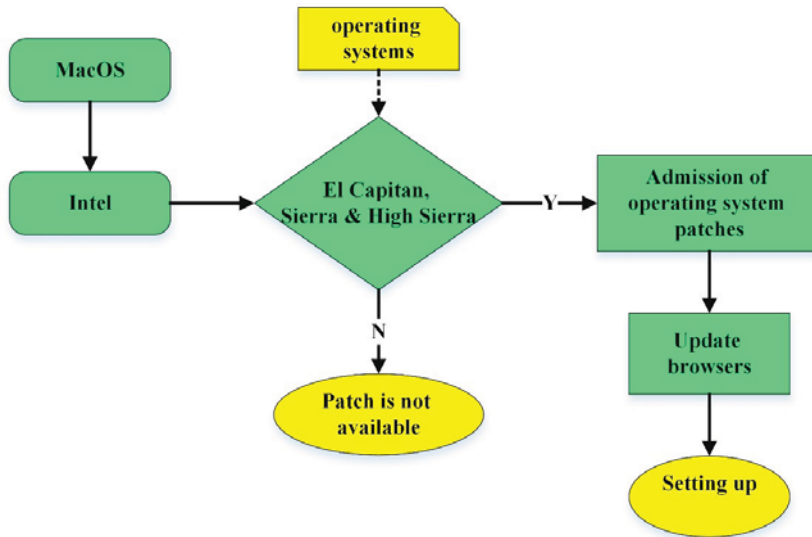 operating
systems
MacOS
Intel
El Capitan,
Sierra & High Sierra
Y
Admission of
operating system
patches
N
Update
browsers
Patch is not
available
Setting up